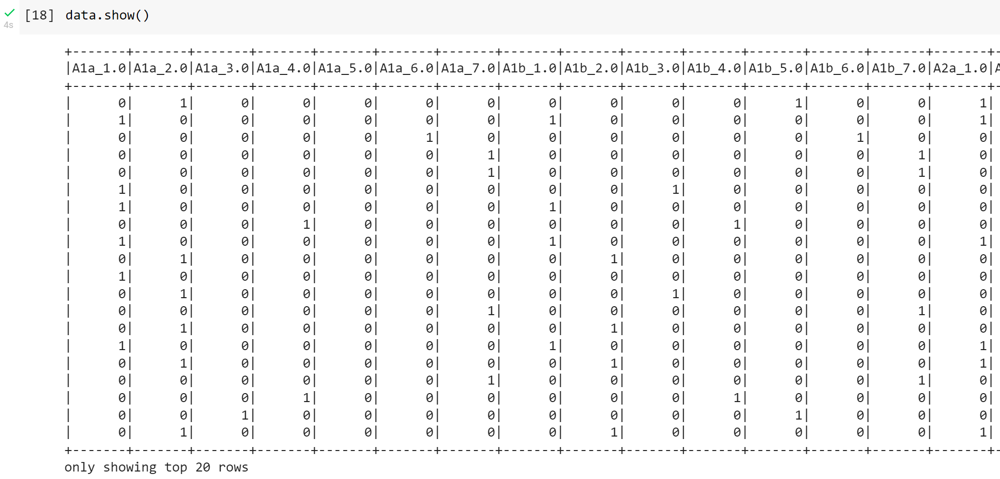 [18] data.show()
4s
+-------+-------+-------+-------+-------+-------+-------+-------+-------+-------+-------+-------+-------+-------+-------+-
|A1a_1.0|A1a_2.0|A1a_3.0|A1a_4.0|A1a_5.0|A1a_6.0|A1a_7.0|A1b_1.0|A1b_2.0|A1b_3.0|A1b_4.0|A1b_5.0|A1b_6.0|A1b_7.0|A2a_1.0|A
+-------+-------+-------+-------+-------+-------+-------+-------+-------+-------+-------+-------+-------+-------+-------+-
|      0|      1|      0|      0|      0|      0|      0|      0|      0|      0|      0|      1|      0|      0|      1|
|      1|      0|      0|      0|      0|      0|      0|      1|      0|      0|      0|      0|      0|      0|      1|
|      0|      0|      0|      0|      0|      1|      0|      0|      0|      0|      0|      0|      1|      0|      0|
|      0|      0|      0|      0|      0|      0|      1|      0|      0|      0|      0|      0|      0|      1|      0|
|      0|      0|      0|      0|      0|      0|      1|      0|      0|      0|      0|      0|      0|      1|      0|
|      1|      0|      0|      0|      0|      0|      0|      0|      0|      1|      0|      0|      0|      0|      0|
|      1|      0|      0|      0|      0|      0|      0|      1|      0|      0|      0|      0|      0|      0|      0|
|      0|      0|      0|      1|      0|      0|      0|      0|      0|      0|      1|      0|      0|      0|      0|
|      1|      0|      0|      0|      0|      0|      0|      1|      0|      0|      0|      0|      0|      0|      1|
|      0|      1|      0|      0|      0|      0|      0|      0|      1|      0|      0|      0|      0|      0|      0|
|      1|      0|      0|      0|      0|      0|      0|      0|      0|      0|      0|      0|      0|      0|      0|
|      0|      1|      0|      0|      0|      0|      0|      0|      0|      1|      0|      0|      0|      0|      0|
|      0|      0|      0|      0|      0|      0|      1|      0|      0|      0|      0|      0|      0|      1|      0|
|      0|      1|      0|      0|      0|      0|      0|      0|      1|      0|      0|      0|      0|      0|      0|
|      1|      0|      0|      0|      0|      0|      0|      1|      0|      0|      0|      0|      0|      0|      1|
|      0|      1|      0|      0|      0|      0|      0|      0|      1|      0|      0|      0|      0|      0|      1|
|      0|      0|      0|      0|      0|      0|      1|      0|      0|      0|      0|      0|      0|      1|      0|
|      0|      0|      0|      1|      0|      0|      0|      0|      0|      0|      1|      0|      0|      0|      0|
|      0|      0|      1|      0|      0|      0|      0|      0|      0|      0|      0|      1|      0|      0|      0|
|      0|      1|      0|      0|      0|      0|      0|      0|      1|      0|      0|      0|      0|      0|      1|
+-------+-------+-------+-------+-------+-------+-------+-------+-------+-------+-------+-------+-------+-------+-------+-
only showing top 20 rows